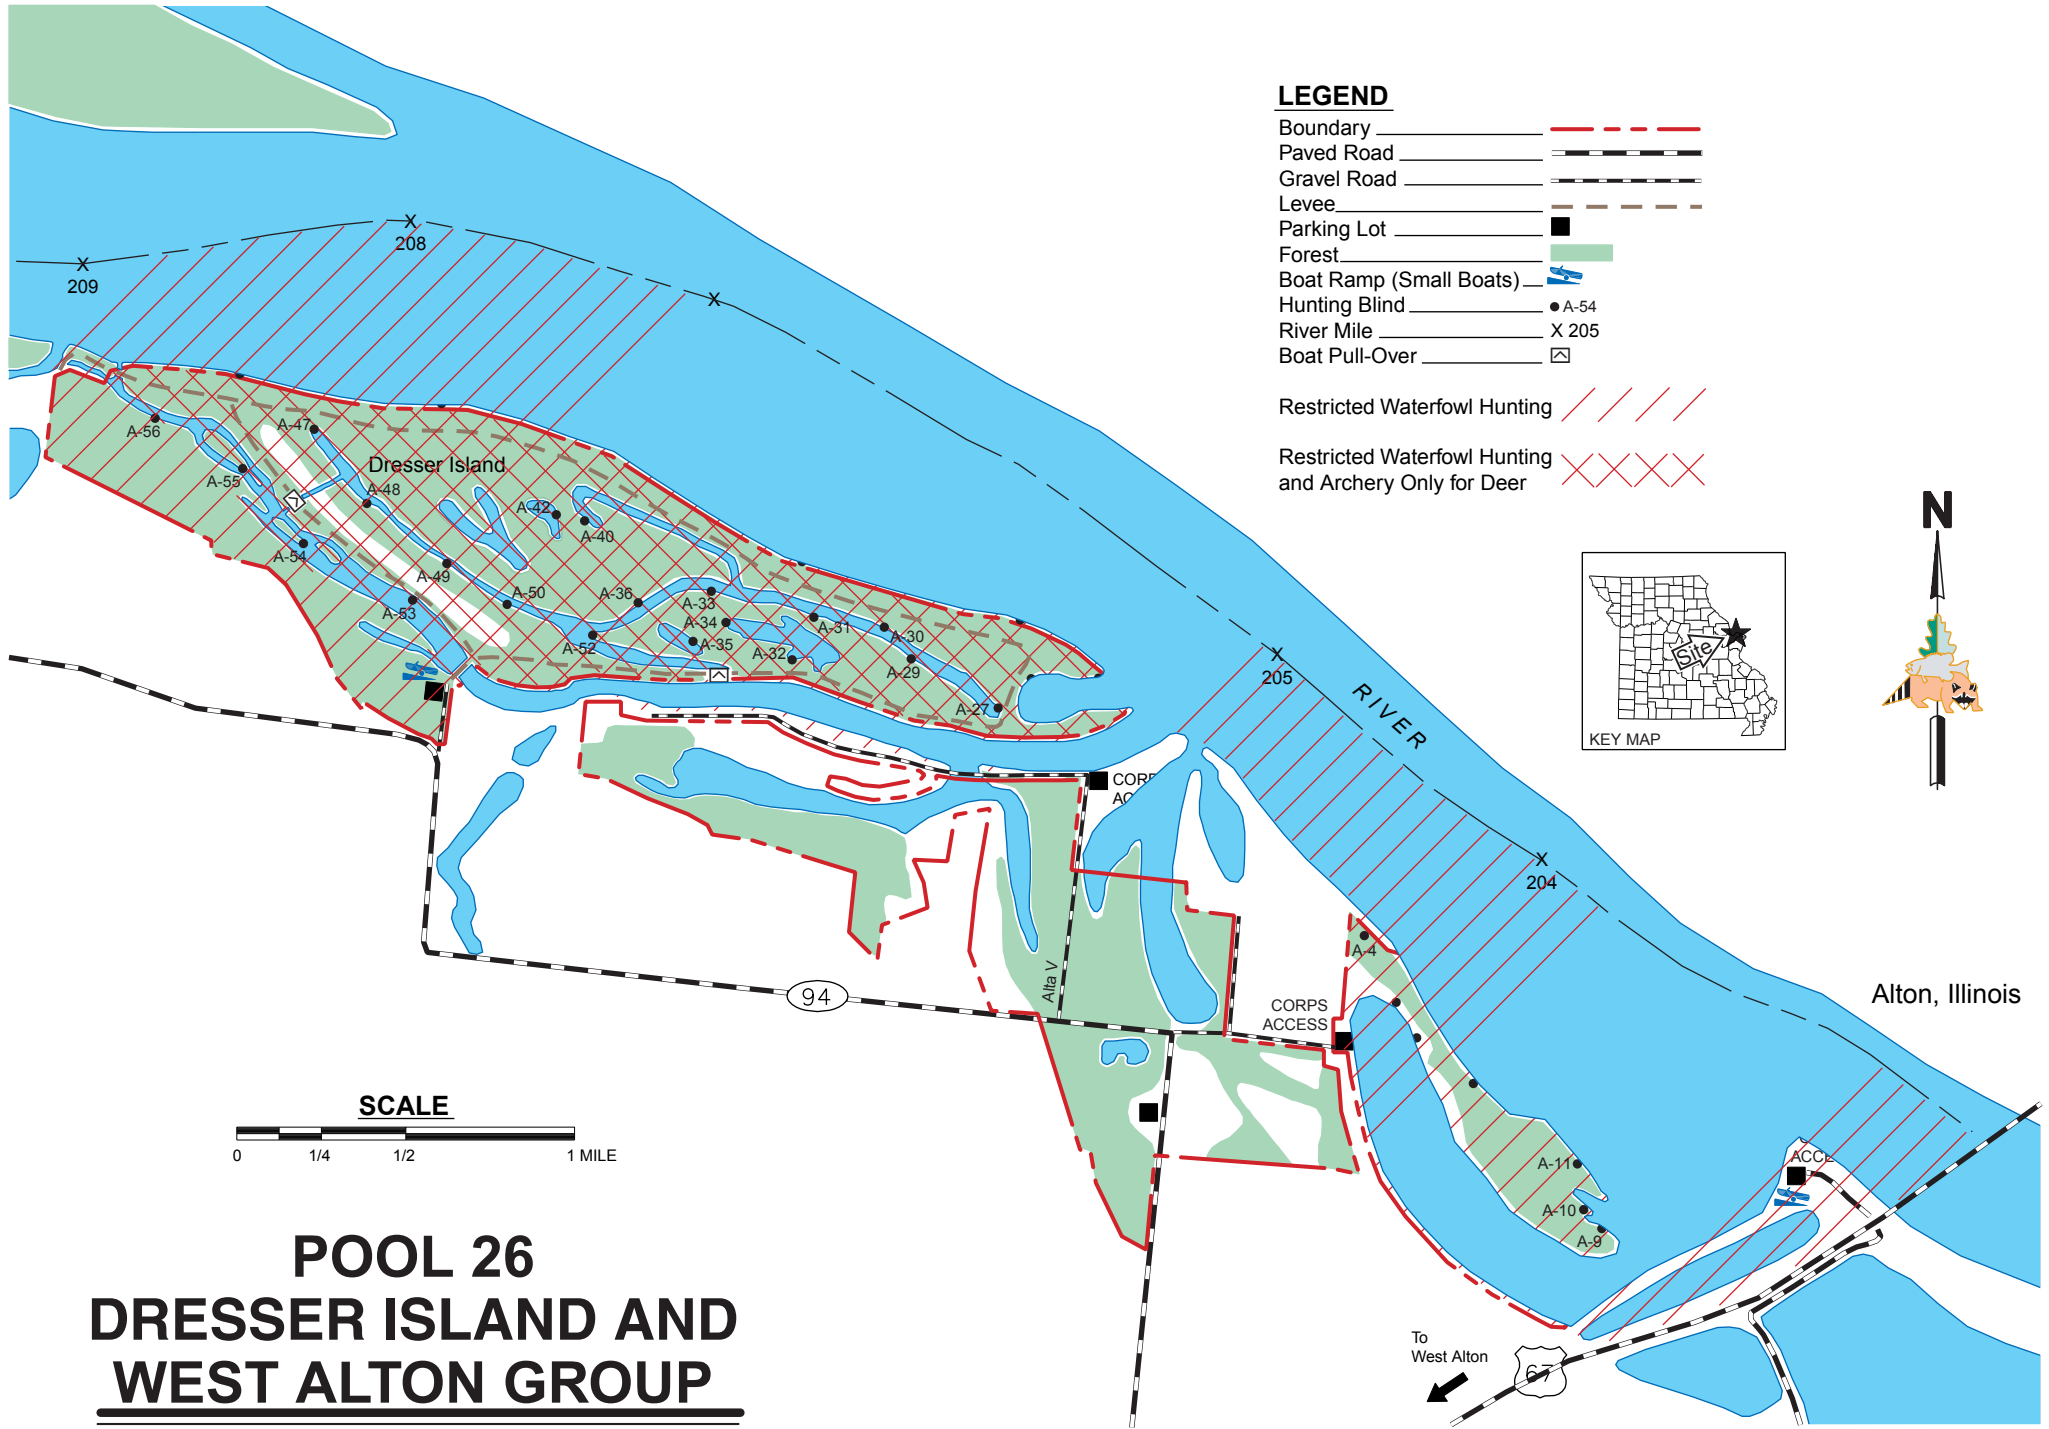 LEGEND
Boundary
Paved Road
Gravel Road
Levee
Parking Lot
Forest
Boat Ramp (Small Boats)
Hunting Blind A-54
River Mile X 205
Boat Pull-Over
Restricted Waterfowl Hunting
Restricted Waterfowl Hunting
and Archery Only for Deer
N
Site
KEY MAP
X
208
X
209
X
A-56
A-47
Dresser Island
A-55
A-48
A-42
A-40
A-54
A-49
A-50
A-36
A-33
A-53
A-34
A-31
A-30
A-52
A-35
A-32
A-29
A-27
X
205
RIVER
X
204
CORP
AC
A-4
Alta V
94
CORPS
ACCESS
Alton, Illinois
A-11
A-10
A-9
ACCE
SCALE
0 1/4 1/2 1 MILE
POOL 26
DRESSER ISLAND AND
WEST ALTON GROUP
To
West Alton
67